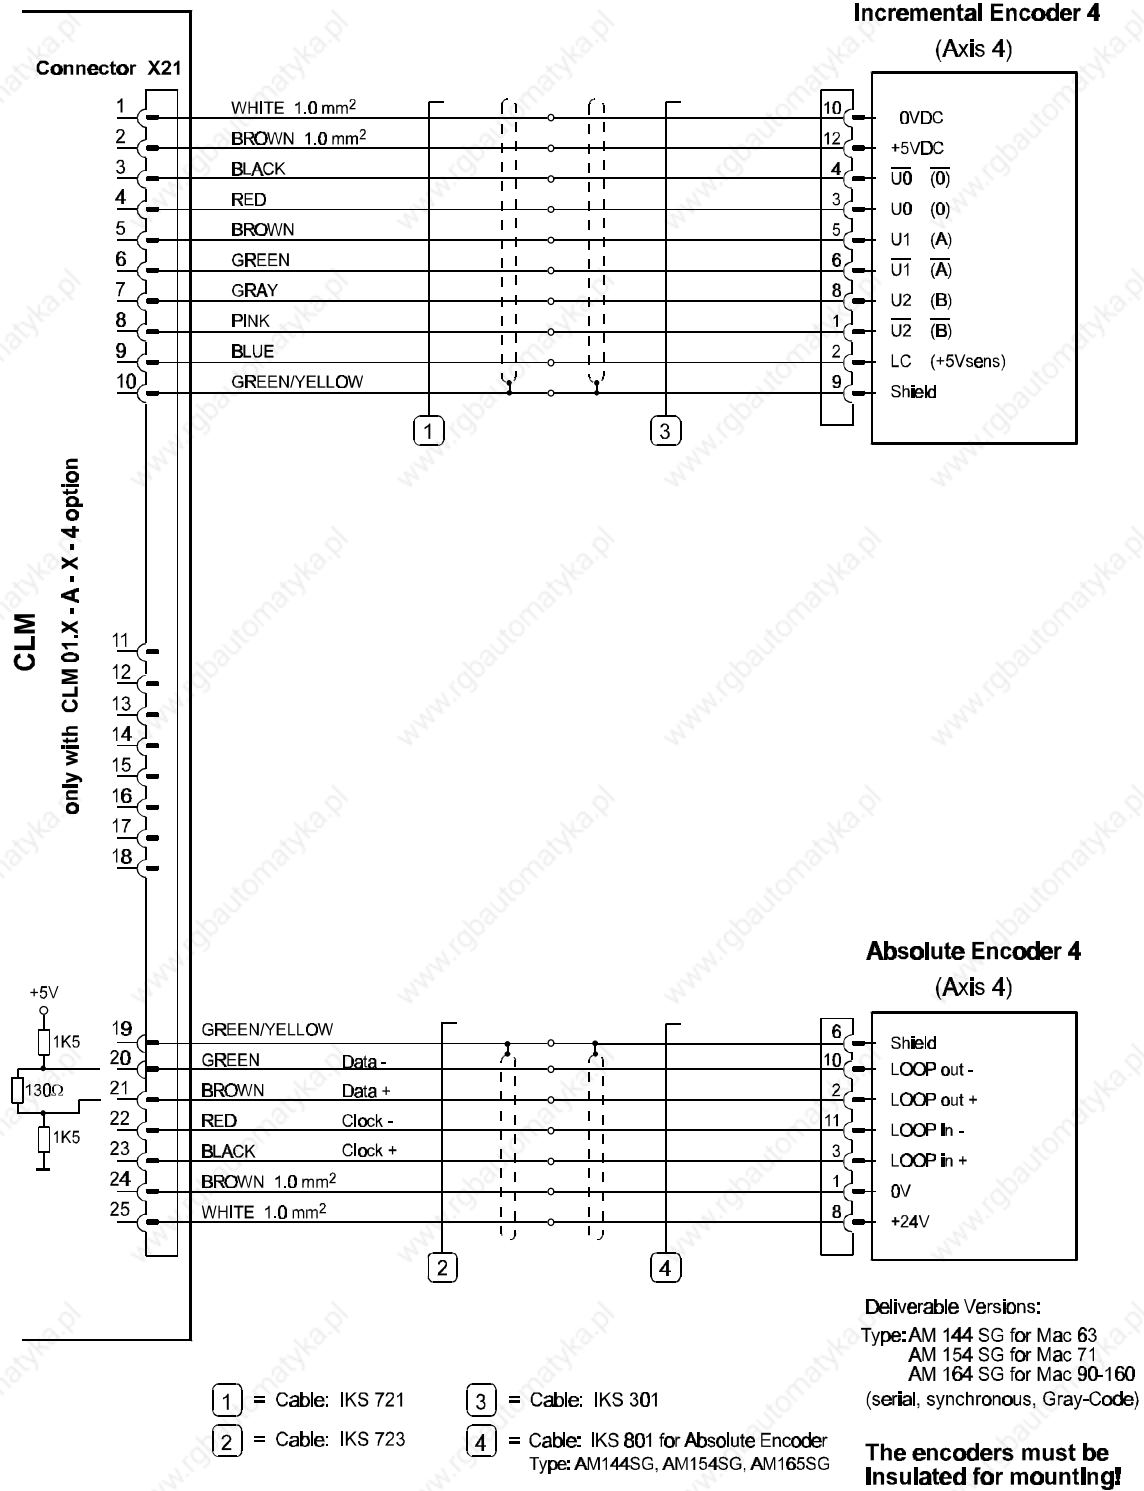 Incremental Encoder 4
(Axis 4)
Connector X21
1 WHITE 1.0 mm² 10 0VDC
2 BROWN 1.0 mm² 12 +5VDC
3 BLACK 4 U̅0̅ (0̅)
4 RED 3 U0 (0)
5 BROWN 5 U1 (A)
6 GREEN 6 U̅1̅ (A̅)
7 GRAY 8 U2 (B)
8 PINK 1 U̅2̅ (B̅)
9 BLUE 2 LC (+5Vsens)
10 GREEN/YELLOW 9 Shield
1 3
CLM
only with CLM 01.X - A - X - 4 option
11
12
13
14
15
16
17
18
Absolute Encoder 4
(Axis 4)
+5V
1K5
130Ω
1K5
19 GREEN/YELLOW 6 Shield
20 GREEN Data - 10 LOOP out -
21 BROWN Data + 2 LOOP out +
22 RED Clock - 11 LOOP in -
23 BLACK Clock + 3 LOOP in +
24 BROWN 1.0 mm² 1 0V
25 WHITE 1.0 mm² 8 +24V
2 4
Deliverable Versions:
Type: AM 144 SG for Mac 63
AM 154 SG for Mac 71
AM 164 SG for Mac 90-160
(serial, synchronous, Gray-Code)
1 = Cable: IKS 721
2 = Cable: IKS 723
3 = Cable: IKS 301
4 = Cable: IKS 801 for Absolute Encoder
Type: AM144SG, AM154SG, AM165SG
The encoders must be
insulated for mounting!
www.rgbautomatyka.pl